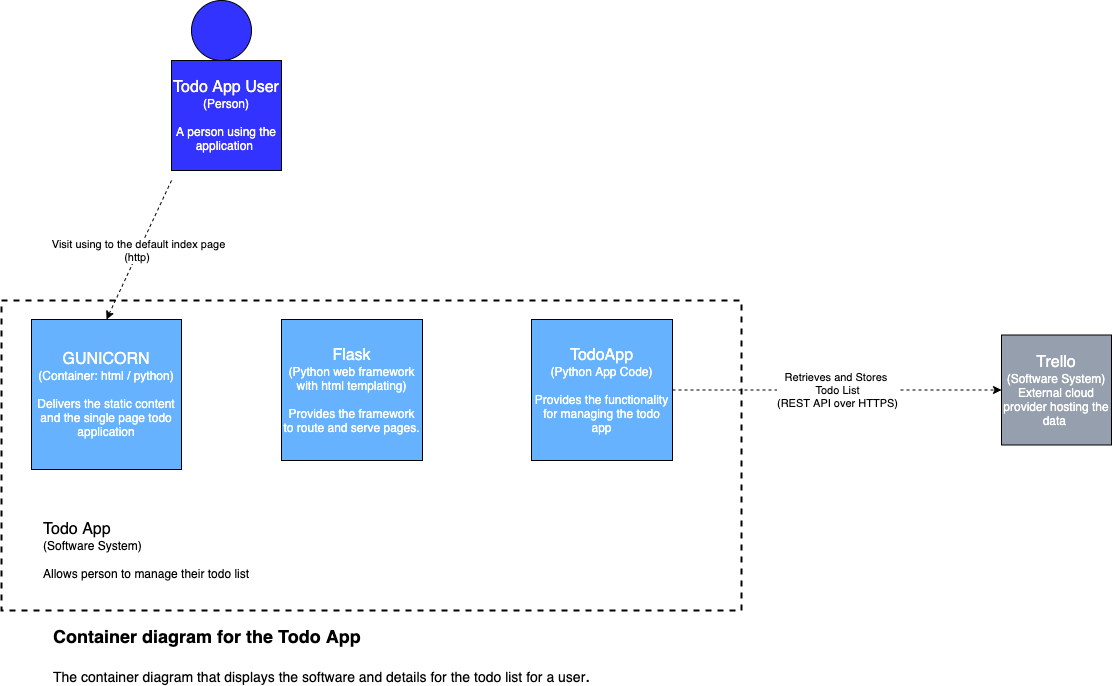 Todo App User
(Person)
A person using the
application
Visit using to the default index page
(http)
GUNICORN
(Container: html / python)
Delivers the static content
and the single page todo
application
Flask
(Python web framework
with html templating)
Provides the framework
to route and serve pages.
TodoApp
(Python App Code)
Provides the functionality
for managing the todo
app
Retrieves and Stores
Todo List
(REST API over HTTPS)
Trello
(Software System)
External cloud
provider hosting the
data
Todo App
(Software System)
Allows person to manage their todo list
Container diagram for the Todo App
The container diagram that displays the software and details for the todo list for a user.